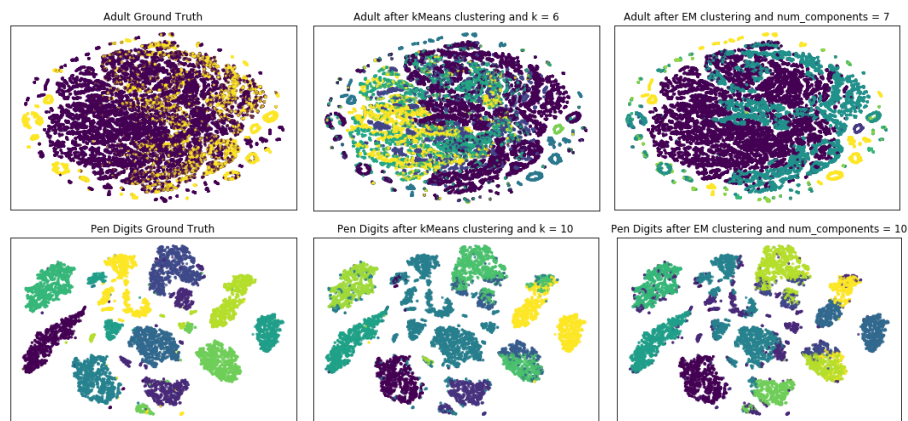 Adult Ground Truth
Adult after kMeans clustering and k = 6
Adult after EM clustering and num_components = 7
Pen Digits Ground Truth
Pen Digits after kMeans clustering and k = 10
Pen Digits after EM clustering and num_components = 10